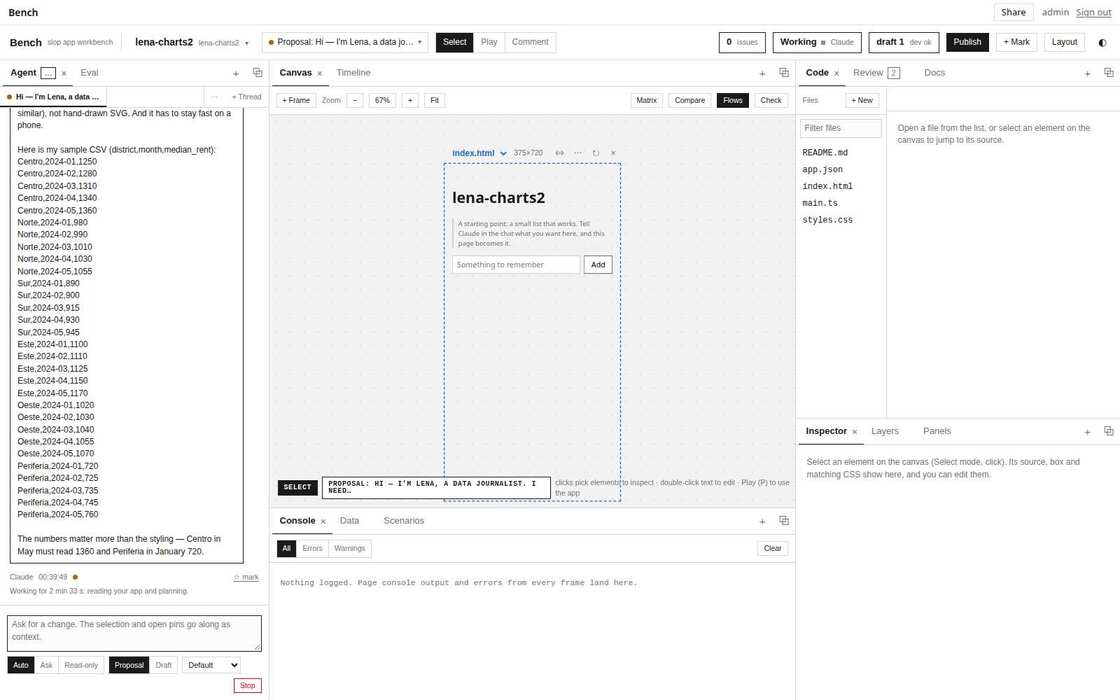 Bench
Share admin Sign out
Bench slop app workbench lena-charts2 lena-charts2 Proposal: Hi — I'm Lena, a data jo… Select Play Comment 0 issues Working Claude draft 1 dev ok Publish + Mark Layout
Agent … × Eval +
Hi — I'm Lena, a data … ··· + Thread
similar), not hand-drawn SVG. And it has to stay fast on a
phone.
Here is my sample CSV (district,month,median_rent):
Centro,2024-01,1250
Centro,2024-02,1280
Centro,2024-03,1310
Centro,2024-04,1340
Centro,2024-05,1360
Norte,2024-01,980
Norte,2024-02,990
Norte,2024-03,1010
Norte,2024-04,1030
Norte,2024-05,1055
Sur,2024-01,890
Sur,2024-02,900
Sur,2024-03,915
Sur,2024-04,930
Sur,2024-05,945
Este,2024-01,1100
Este,2024-02,1110
Este,2024-03,1125
Este,2024-04,1150
Este,2024-05,1170
Oeste,2024-01,1020
Oeste,2024-02,1030
Oeste,2024-03,1040
Oeste,2024-04,1055
Oeste,2024-05,1070
Periferia,2024-01,720
Periferia,2024-02,725
Periferia,2024-03,735
Periferia,2024-04,745
Periferia,2024-05,760
The numbers matter more than the styling — Centro in
May must read 1360 and Periferia in January 720.
Claude 00:39:49 ☆ mark
Working for 2 min 33 s: reading your app and planning.
Ask for a change. The selection and open pins go along as
context.
Auto Ask Read-only Proposal Draft Default
Stop
Canvas × Timeline +
+ Frame Zoom − 67% + Fit Matrix Compare Flows Check
index.html 375×720 ⇔ ··· ↻ ×
lena-charts2
A starting point: a small list that works. Tell
Claude in the chat what you want here, and this
page becomes it.
Something to remember Add
SELECT PROPOSAL: HI — I'M LENA, A DATA JOURNALIST. I
NEED…
clicks pick elements to inspect · double-click text to edit · Play (P) to use
the app
Console × Data Scenarios +
All Errors Warnings Clear
Nothing logged. Page console output and errors from every frame land here.
Code × Review 2 Docs +
Files + New
Filter files
README.md
app.json
index.html
main.ts
styles.css
Open a file from the list, or select an element on the
canvas to jump to its source.
Inspector × Layers Panels +
Select an element on the canvas (Select mode, click). Its source, box and
matching CSS show here, and you can edit them.